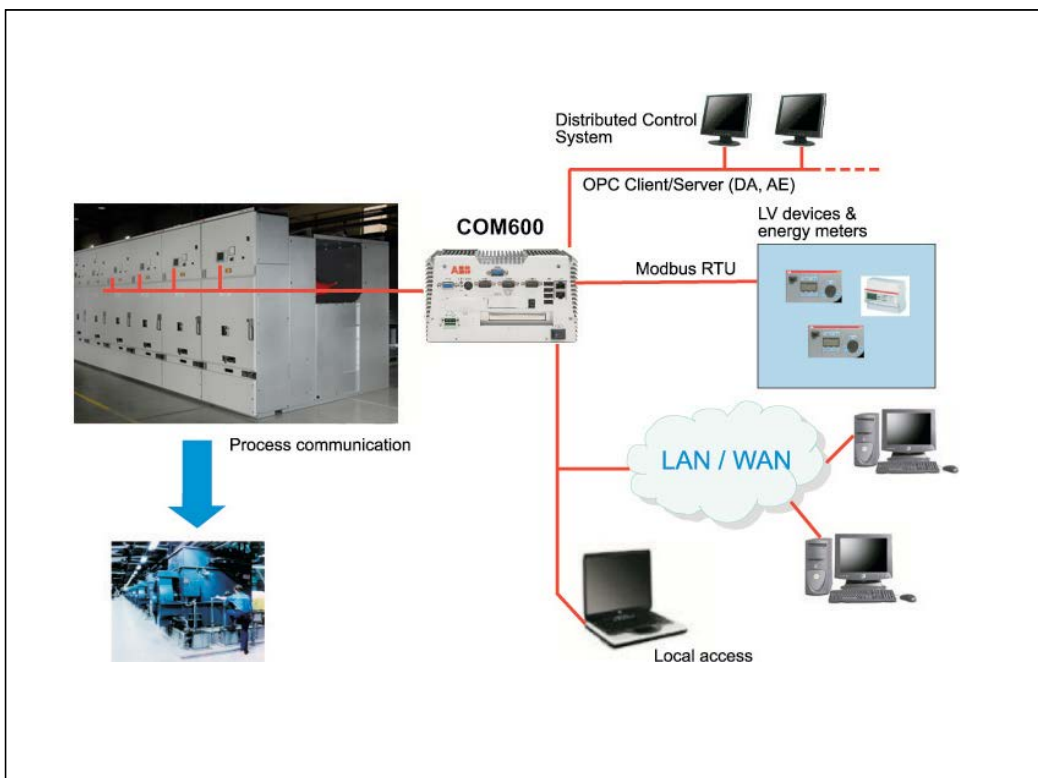 Distributed Control
System
OPC Client/Server (DA, AE)
COM600
LV devices &
energy meters
ABB
Modbus RTU
Process communication
LAN / WAN
Local access